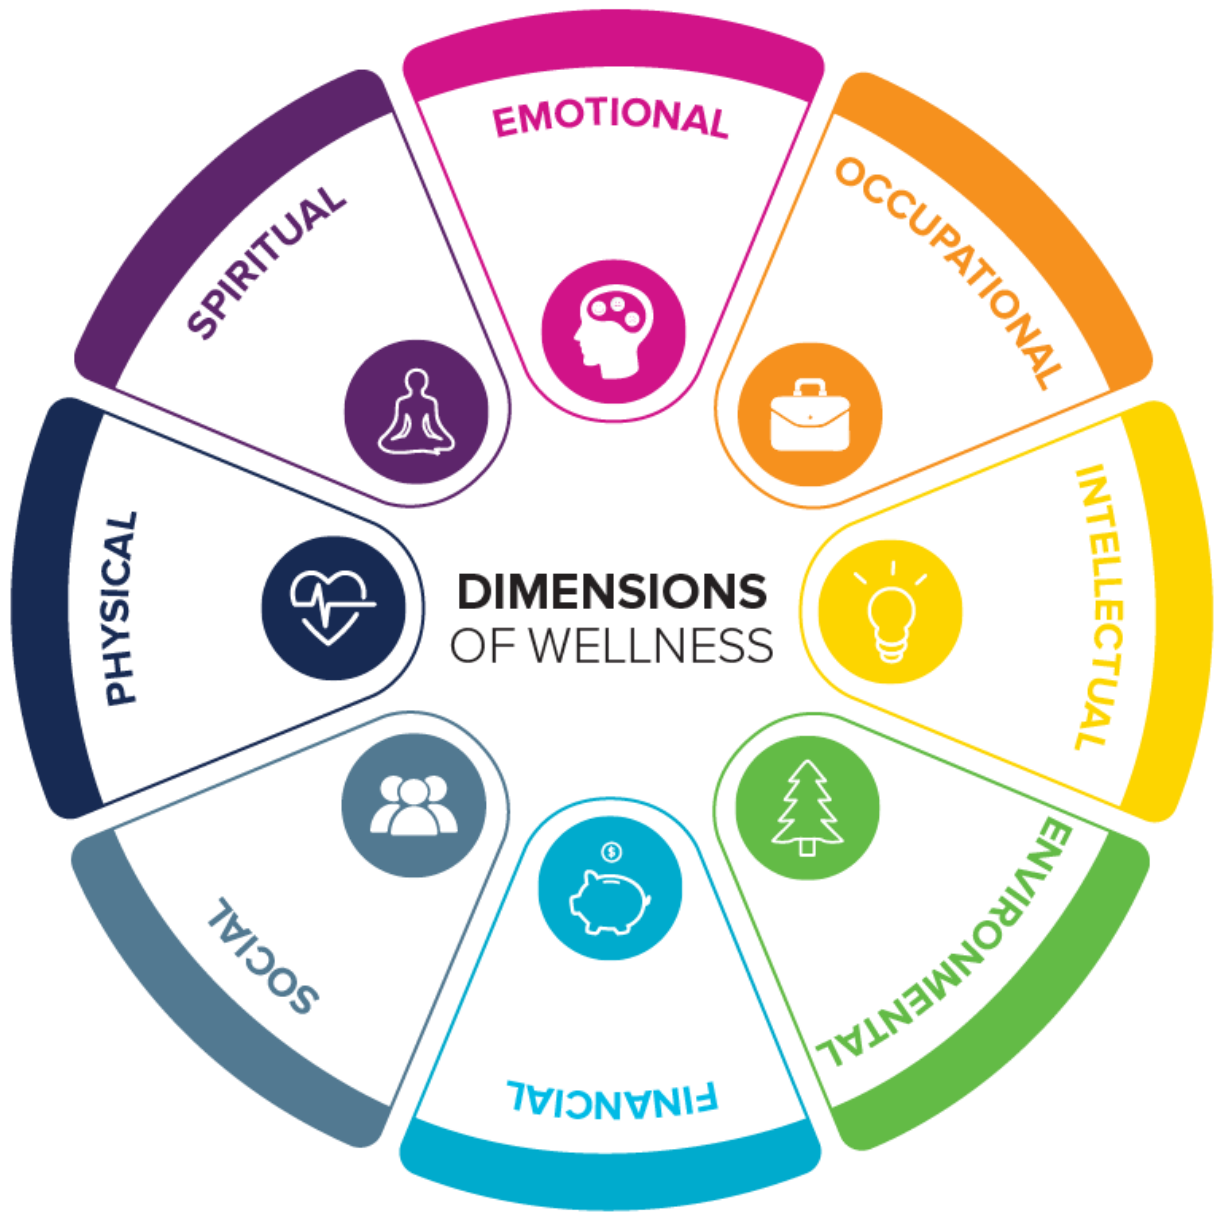 DIMENSIONS
OF WELLNESS
EMOTIONAL
OCCUPATIONAL
INTELLECTUAL
ENVIRONMENTAL
FINANCIAL
SOCIAL
PHYSICAL
SPIRITUAL
$